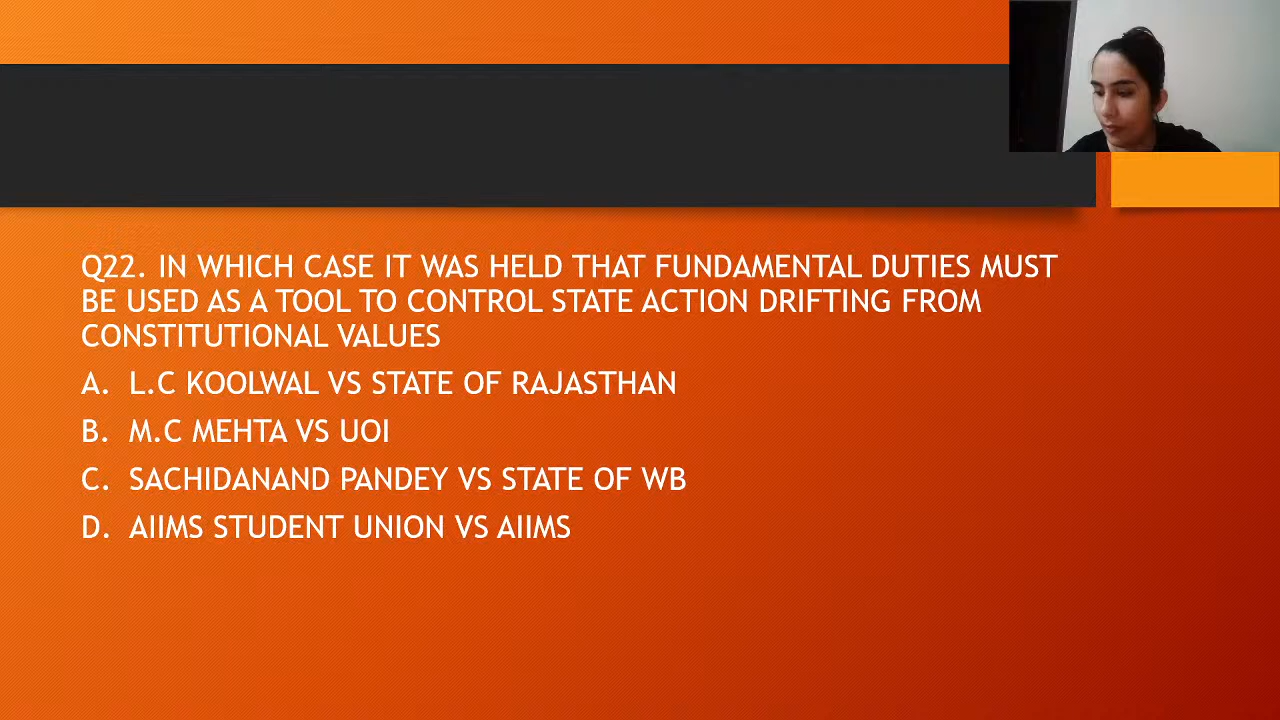 Q22. IN WHICH CASE IT WAS HELD THAT FUNDAMENTAL DUTIES MUST
BE USED AS A TOOL TO CONTROL STATE ACTION DRIFTING FROM
CONSTITUTIONAL VALUES
A. L.C KOOLWAL VS STATE OF RAJASTHAN
B. M.C MEHTA VS UOI
C. SACHIDANAND PANDEY VS STATE OF WB
D. AIIMS STUDENT UNION VS AIIMS